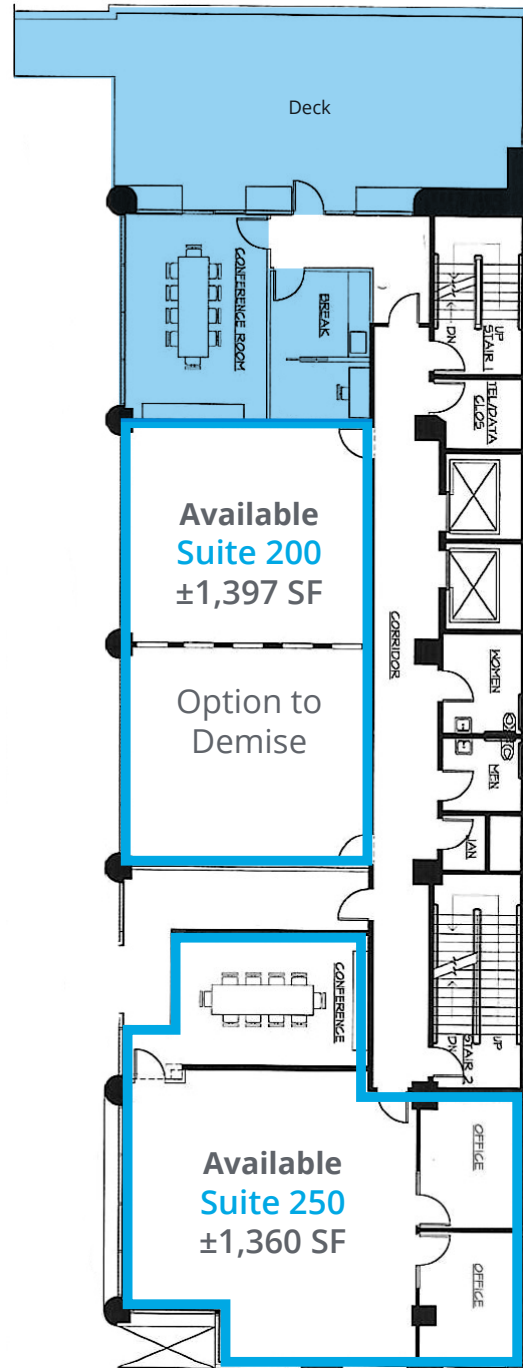 Deck
CONFERENCE ROOM
BREAK
UP
STAIR 1
DN
TEL/DATA
CLOS
Available
Suite 200
±1,397 SF
CORRIDOR
WOMEN
Option to
Demise
MEN
JAN
CONFERENCE
UP
STAIR 2
DN
OFFICE
Available
Suite 250
±1,360 SF
OFFICE